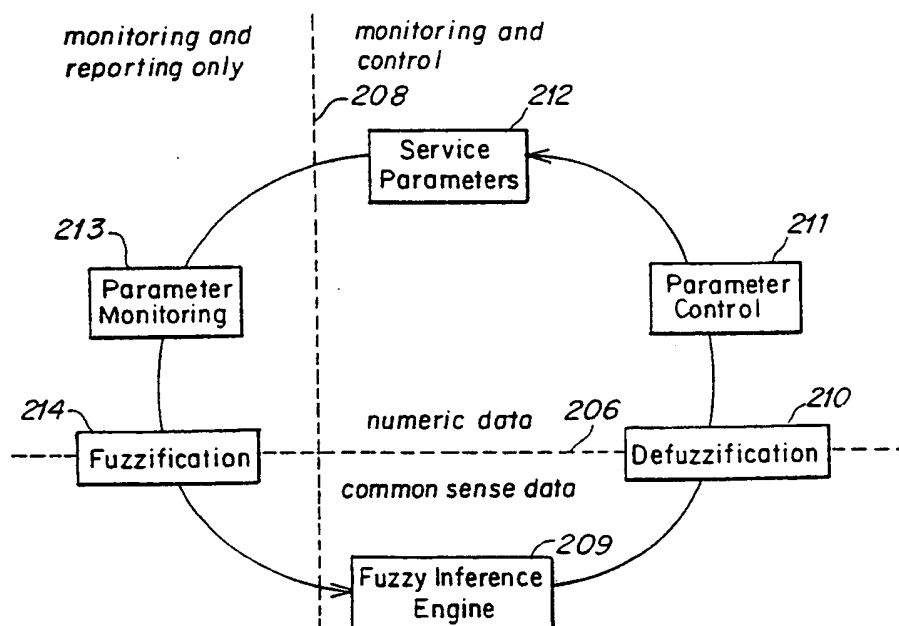 monitoring and
reporting only
monitoring and
control
208
212
Service
Parameters
213
211
Parameter
Monitoring
Parameter
Control
214
numeric data
206
210
Fuzzification
Defuzzification
common sense data
209
Fuzzy Inference
Engine